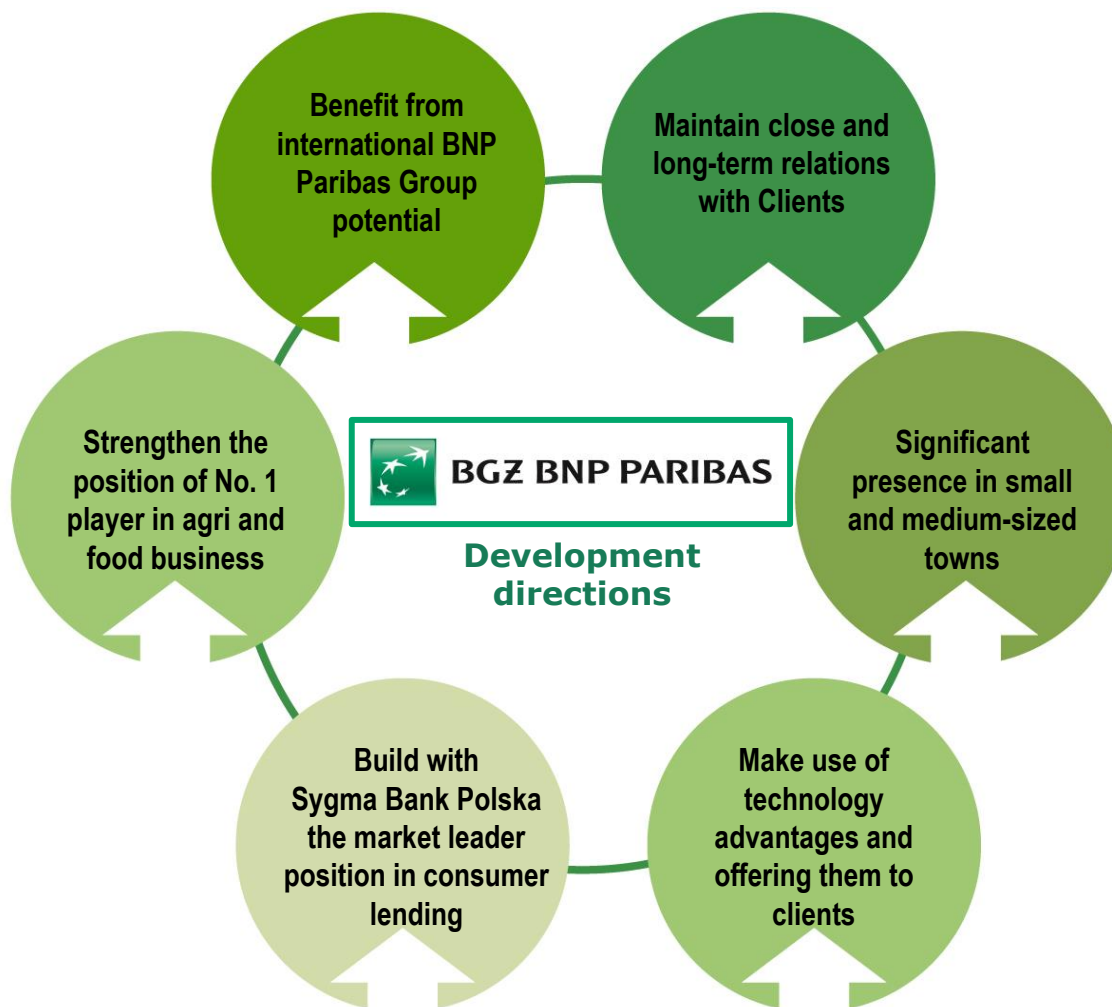 Benefit from
international BNP
Paribas Group
potential
Maintain close and
long-term relations
with Clients
Strengthen the
position of No. 1
player in agri and
food business
BGŻ BNP PARIBAS
Development
directions
Significant
presence in small
and medium-sized
towns
Build with
Sygma Bank Polska
the market leader
position in consumer
lending
Make use of
technology
advantages and
offering them to
clients